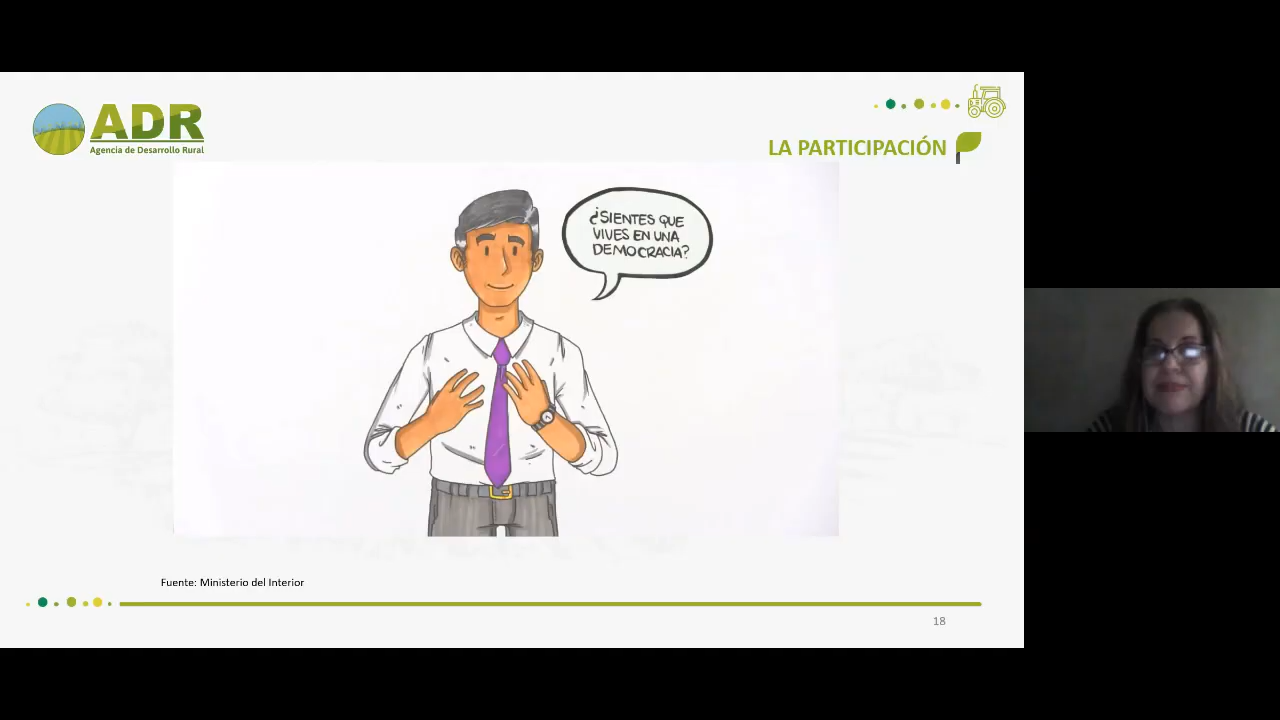 ADR
Agencia de Desarrollo Rural
LA PARTICIPACIÓN
¿SIENTES QUE
VIVES EN UNA
DEMOCRACIA?
Fuente: Ministerio del Interior
18